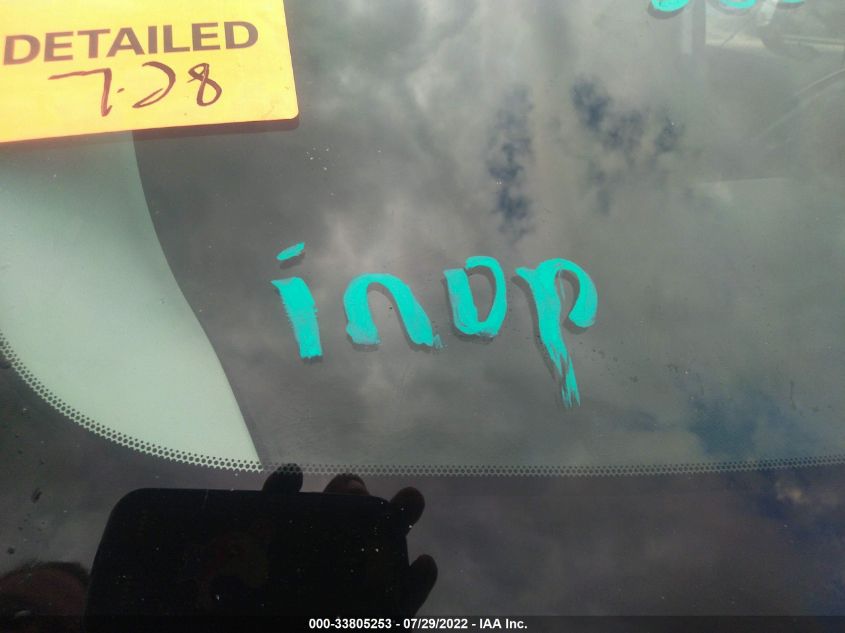 DETAILED
7-28
inop
000-33805253 - 07/29/2022 - IAA Inc.